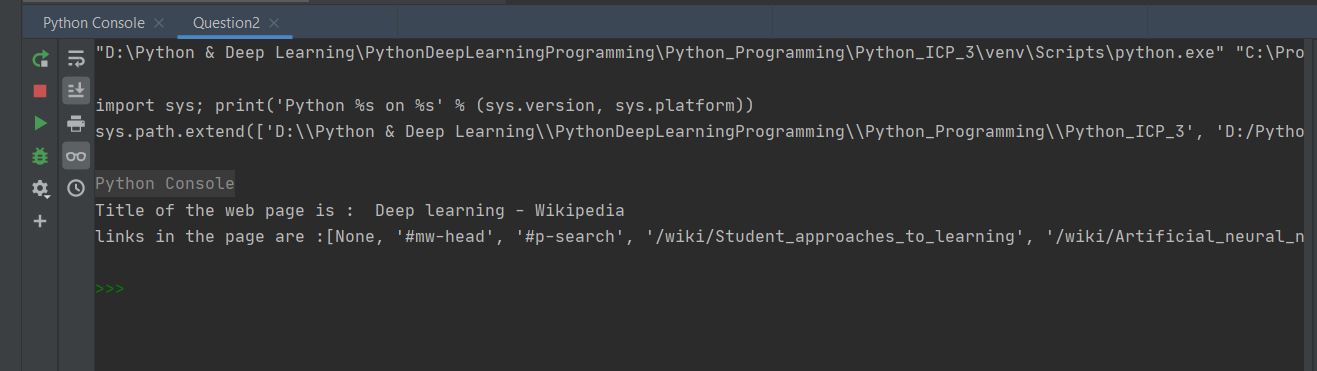 Python Console Question2
"D:\Python & Deep Learning\PythonDeepLearningProgramming\Python_Programming\Python_ICP_3\venv\Scripts\python.exe" "C:\Pro
import sys; print('Python %s on %s' % (sys.version, sys.platform))
sys.path.extend(['D:\\Python & Deep Learning\\PythonDeepLearningProgramming\\Python_Programming\\Python_ICP_3', 'D:/Pytho
Python Console
Title of the web page is :  Deep learning - Wikipedia
links in the page are :[None, '#mw-head', '#p-search', '/wiki/Student_approaches_to_learning', '/wiki/Artificial_neural_n
>>>